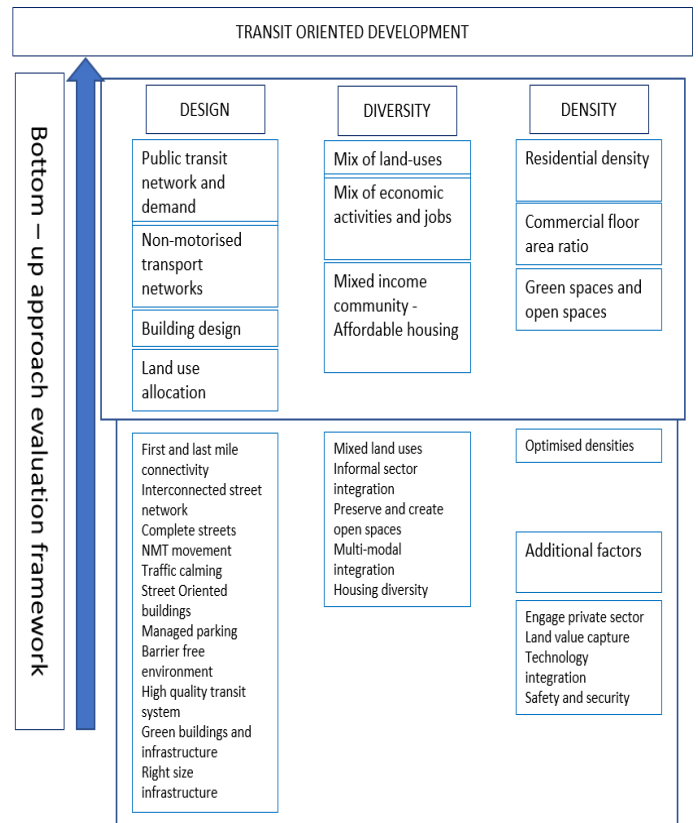 TRANSIT ORIENTED DEVELOPMENT
Bottom – up approach evaluation framework
DESIGN
Public transit
network and
demand
Non-motorised
transport
networks
Building design
Land use
allocation
DIVERSITY
Mix of land-uses
Mix of economic
activities and jobs
Mixed income
community -
Affordable housing
DENSITY
Residential density
Commercial floor
area ratio
Green spaces and
open spaces
First and last mile
connectivity
Interconnected street
network
Complete streets
NMT movement
Traffic calming
Street Oriented
buildings
Managed parking
Barrier free
environment
High quality transit
system
Green buildings and
infrastructure
Right size
infrastructure
Mixed land uses
Informal sector
integration
Preserve and create
open spaces
Multi-modal
integration
Housing diversity
Optimised densities
Additional factors
Engage private sector
Land value capture
Technology
integration
Safety and security